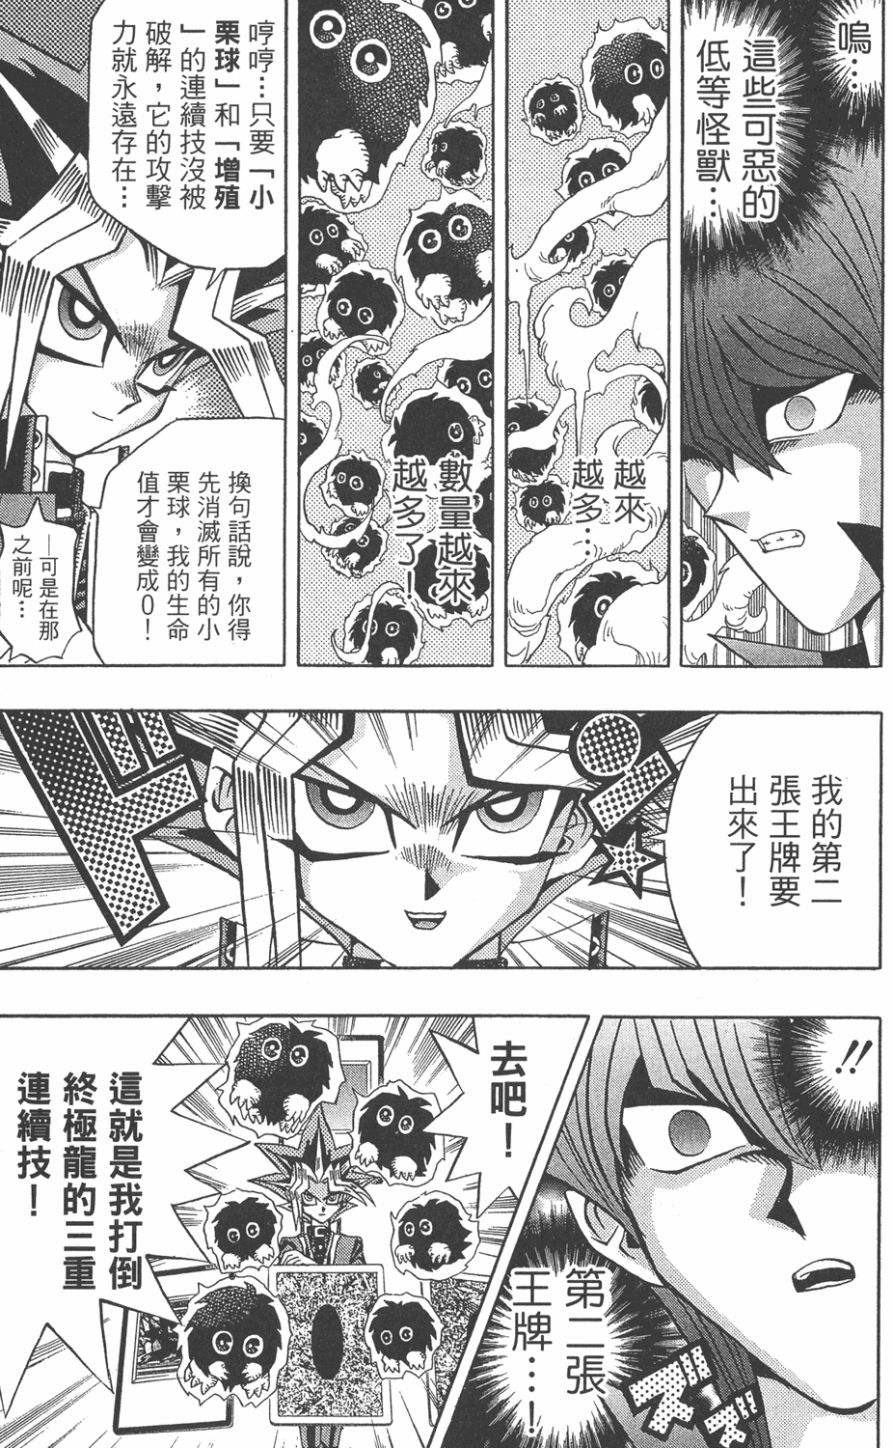 嗚…
這些可惡的
低等怪獸…
越來
越多…
數量越來
越多了！
哼哼…只要「小
栗球」和「增殖
」的連續技沒被
破解，它的攻擊
力就永遠存在…
換句話說，你得
先消滅所有的小
栗球，我的生命
值才會變成0！
—可是在那
之前呢…
我的第二
張王牌要
出來了！
ドド
!!
第二張
王牌…！
ズズ
去吧！
這就是我打倒
終極龍的三重
連續技！